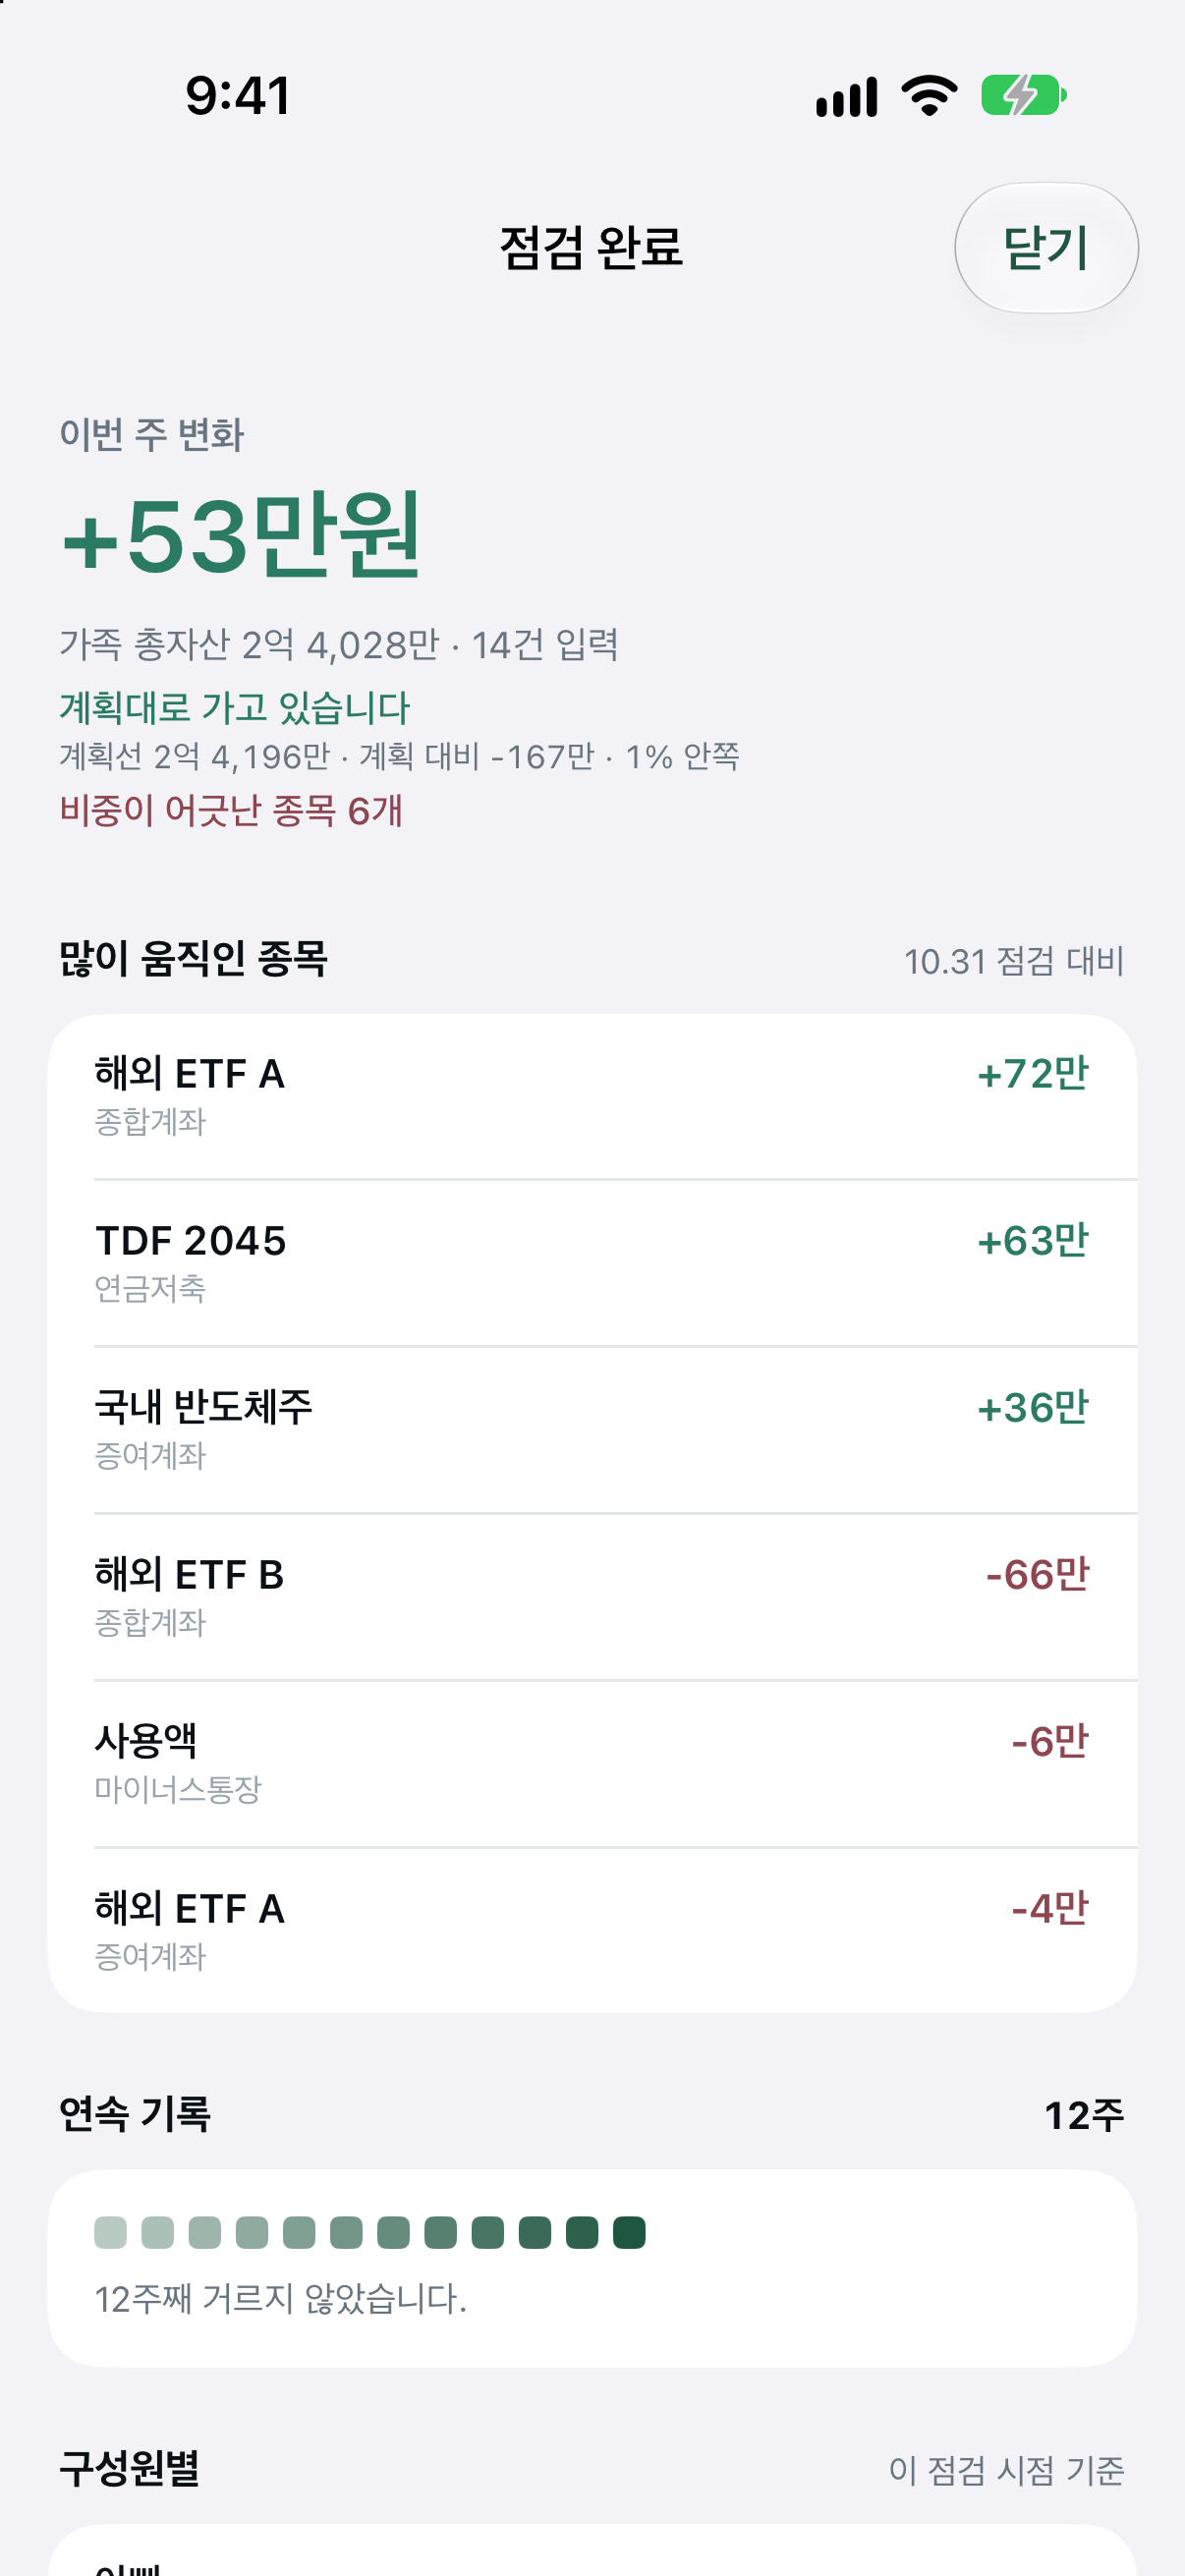 9:41
점검 완료
닫기
이번 주 변화
+53만원
가족 총자산 2억 4,028만 · 14건 입력
계획대로 가고 있습니다
계획선 2억 4,196만 · 계획 대비 -167만 · 1% 안쪽
비중이 어긋난 종목 6개
많이 움직인 종목
10.31 점검 대비
해외 ETF A
+72만
종합계좌
TDF 2045
+63만
연금저축
국내 반도체주
+36만
증여계좌
해외 ETF B
-66만
종합계좌
사용액
-6만
마이너스통장
해외 ETF A
-4만
증여계좌
연속 기록
12주
12주째 거르지 않았습니다.
구성원별
이 점검 시점 기준